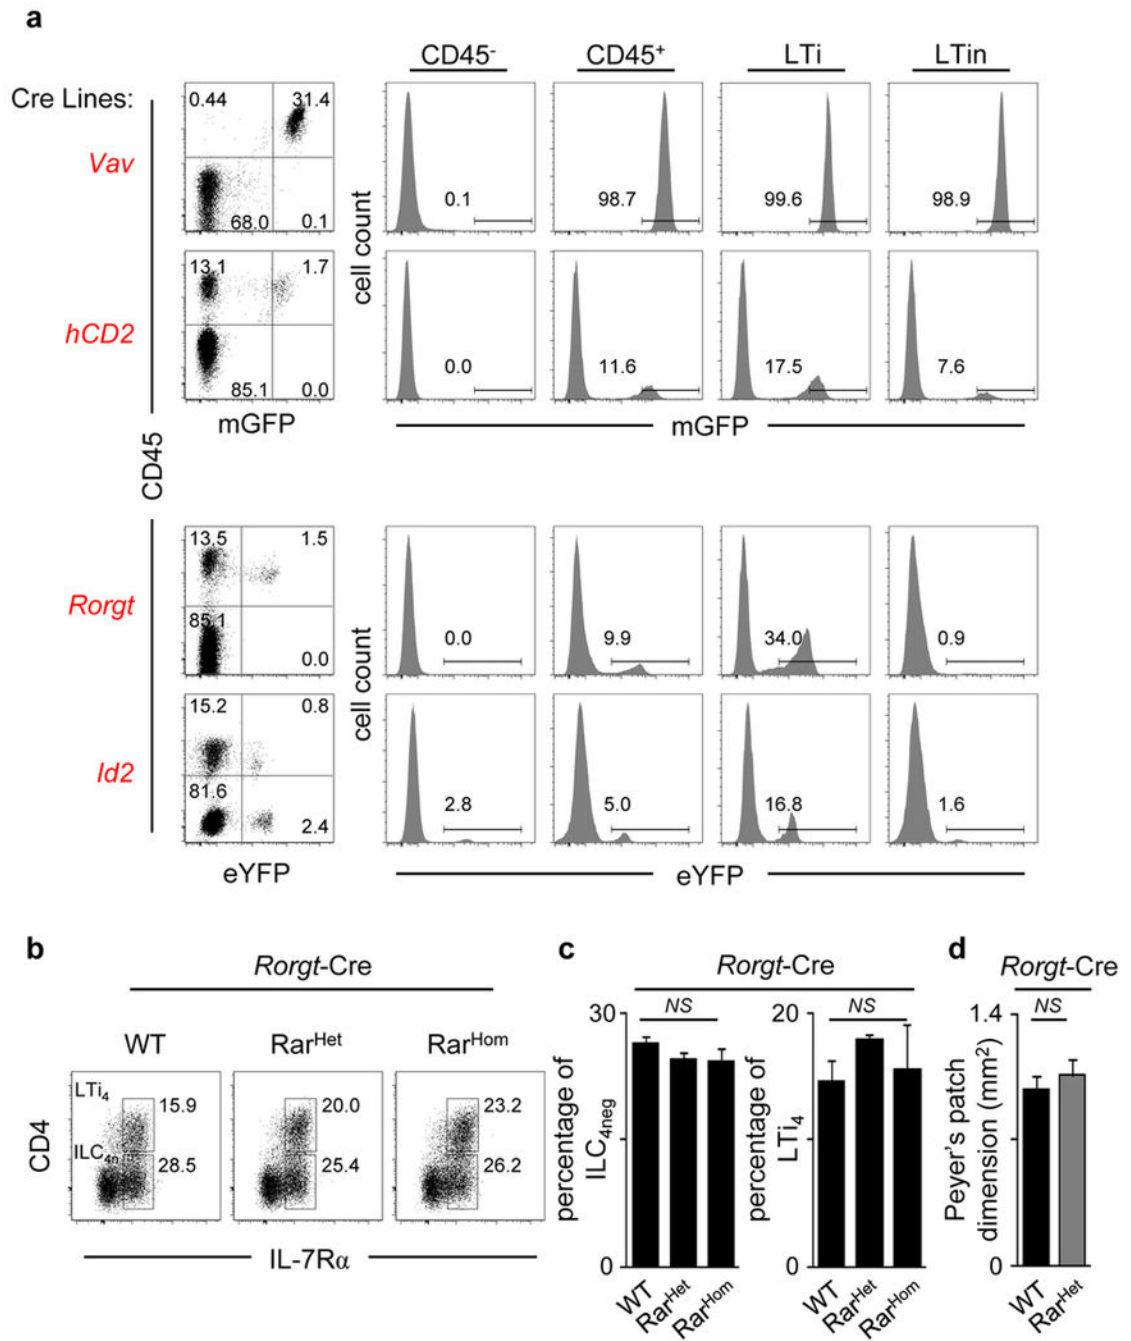 a
CD45⁻ CD45⁺ LTi LTin
Cre Lines:
Vav
0.44 31.4
68.0 0.1
0.1
98.7
99.6
98.9
hCD2
13.1 1.7
85.1 0.0
0.0
11.6
17.5
7.6
cell count
mGFP
mGFP
CD45
Rorgt
13.5 1.5
85.1
0.0
0.0
9.9
34.0
0.9
Id2
15.2 0.8
81.6
2.4
2.8
5.0
16.8
1.6
cell count
eYFP
eYFP
b
Rorgt-Cre
WT Rar^Het Rar^Hom
LTi₄
15.9
20.0
23.2
ILC₄ₙ
28.5
25.4
26.2
CD4
IL-7Rα
c
Rorgt-Cre
NS
30
0
percentage of
ILC₄neg
WT
Rar^Het
Rar^Hom
NS
20
0
percentage of
LTi₄
WT
Rar^Het
Rar^Hom
d
Rorgt-Cre
NS
1.4
0
Peyer's patch
dimension (mm²)
WT
Rar^Het